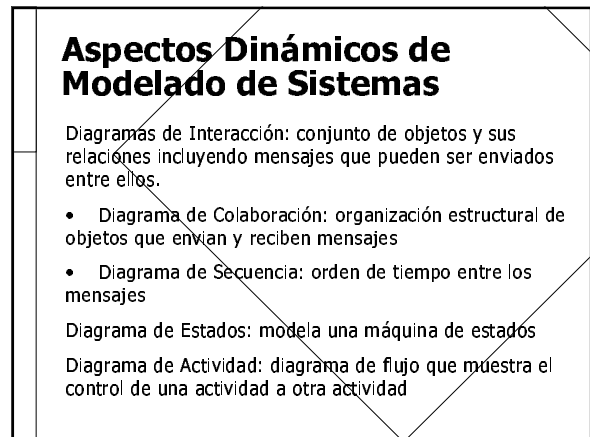 Aspectos Dinámicos de
Modelado de Sistemas
Diagramas de Interacción: conjunto de objetos y sus
relaciones incluyendo mensajes que pueden ser enviados
entre ellos.
• Diagrama de Colaboración: organización estructural de
objetos que envian y reciben mensajes
• Diagrama de Secuencia: orden de tiempo entre los
mensajes
Diagrama de Estados: modela una máquina de estados
Diagrama de Actividad: diagrama de flujo que muestra el
control de una actividad a otra actividad